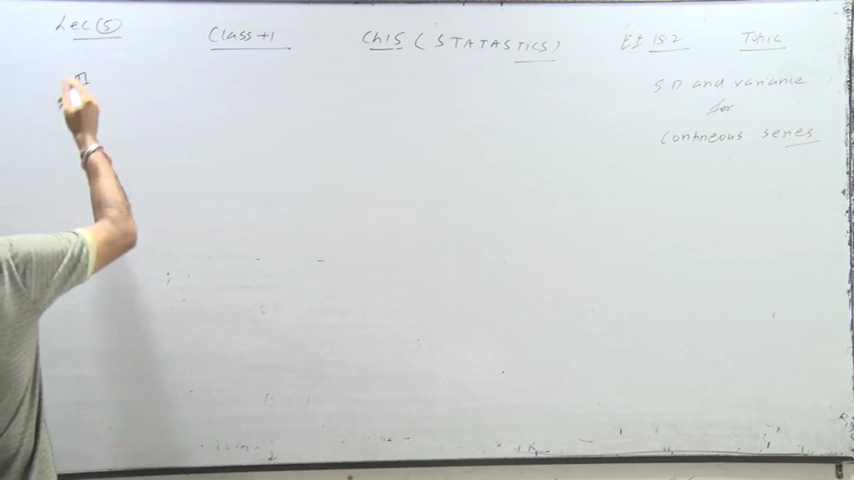 Lec (5) Class +1 Ch15 ( STATASTICS ) EX 15.2 Topic
S.D and variance
for
Contineous series